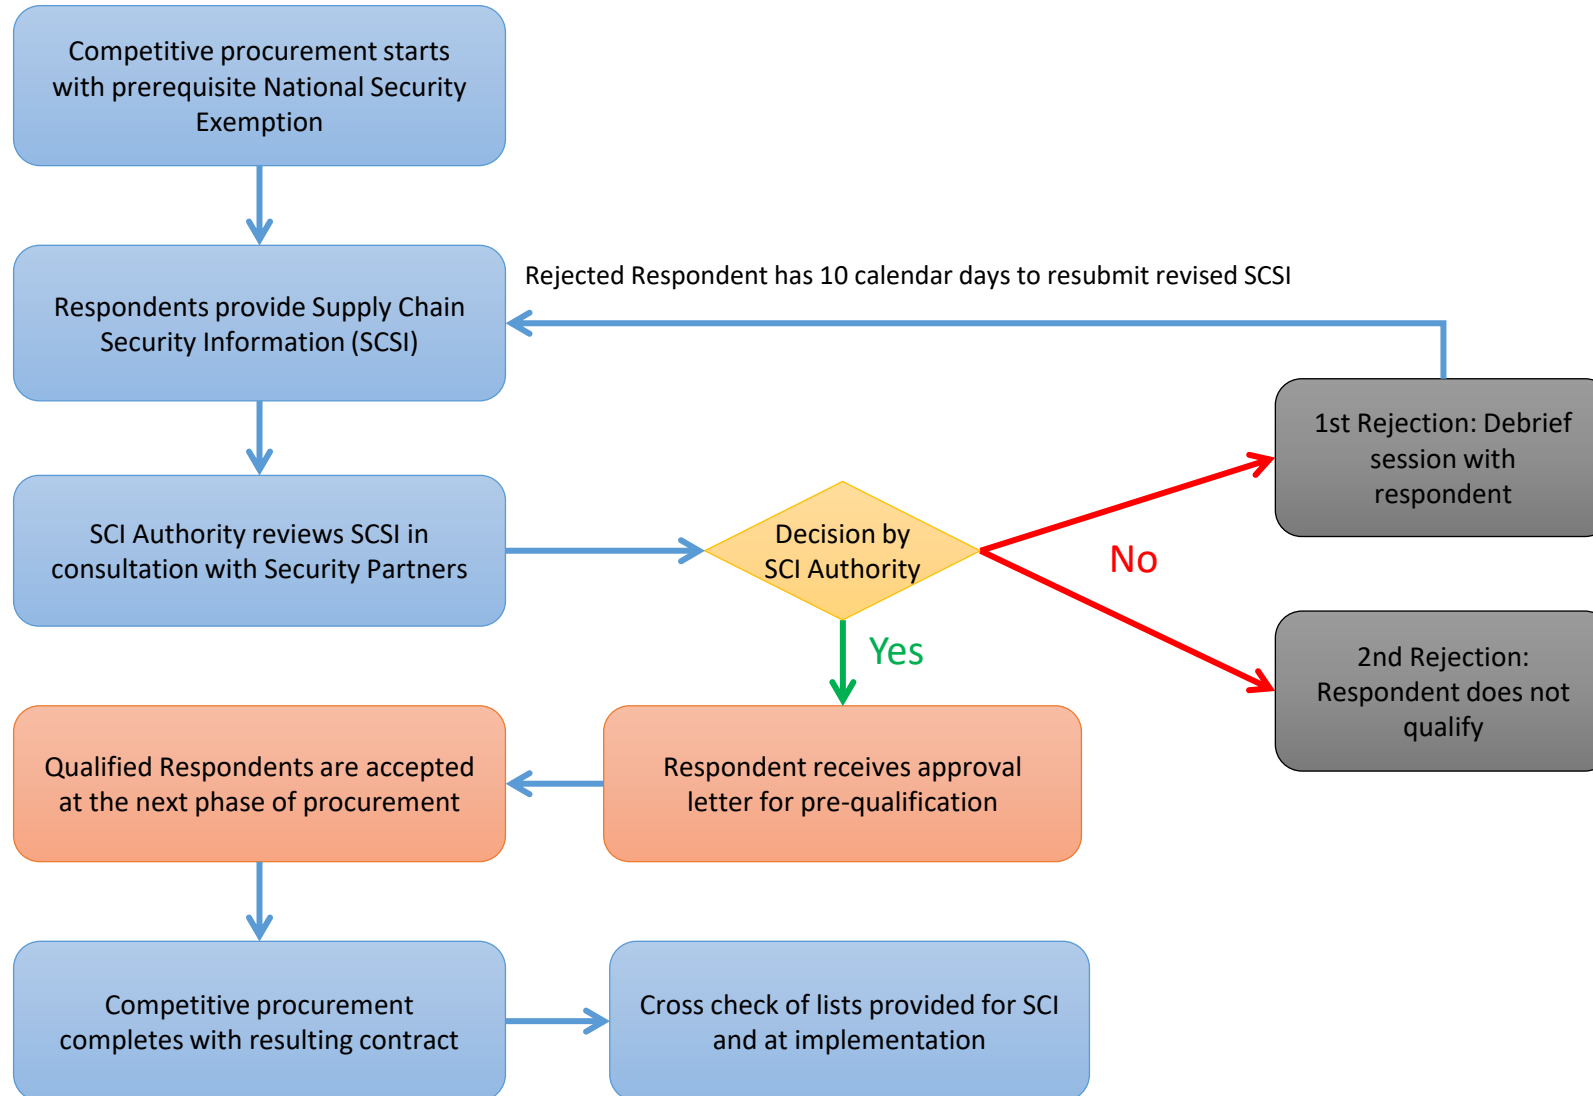 Competitive procurement starts
with prerequisite National Security
Exemption
Rejected Respondent has 10 calendar days to resubmit revised SCSI
Respondents provide Supply Chain
Security Information (SCSI)
1st Rejection: Debrief
session with
respondent
SCI Authority reviews SCSI in
consultation with Security Partners
Decision by
SCI Authority
No
Yes
2nd Rejection:
Respondent does not
qualify
Qualified Respondents are accepted
at the next phase of procurement
Respondent receives approval
letter for pre-qualification
Competitive procurement
completes with resulting contract
Cross check of lists provided for SCI
and at implementation